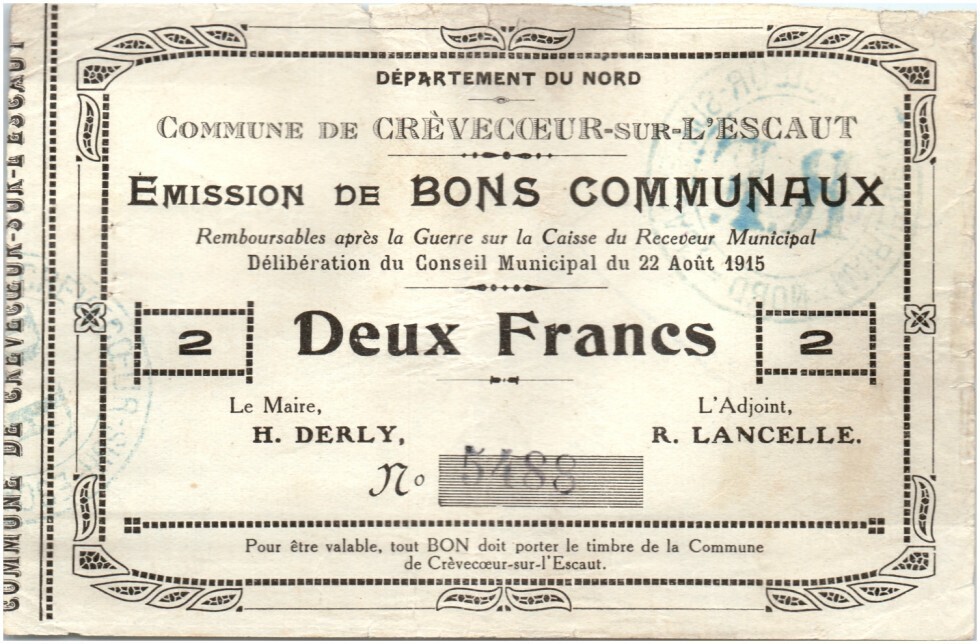 DÉPARTEMENT DU NORD
COMMUNE DE CRÈVECŒUR-SUR-L'ESCAUT
ÉMISSION DE BONS COMMUNAUX
Remboursables après la Guerre sur la Caisse du Receveur Municipal
Délibération du Conseil Municipal du 22 Août 1915
2 Deux Francs 2
Le Maire, L'Adjoint,
H. DERLY, R. LANCELLE.
No 5488
Pour être valable, tout BON doit porter le timbre de la Commune
de Crèvecœur-sur-l'Escaut.
COMMUNE DE CRÈVECŒUR-SUR-L'ESCAUT